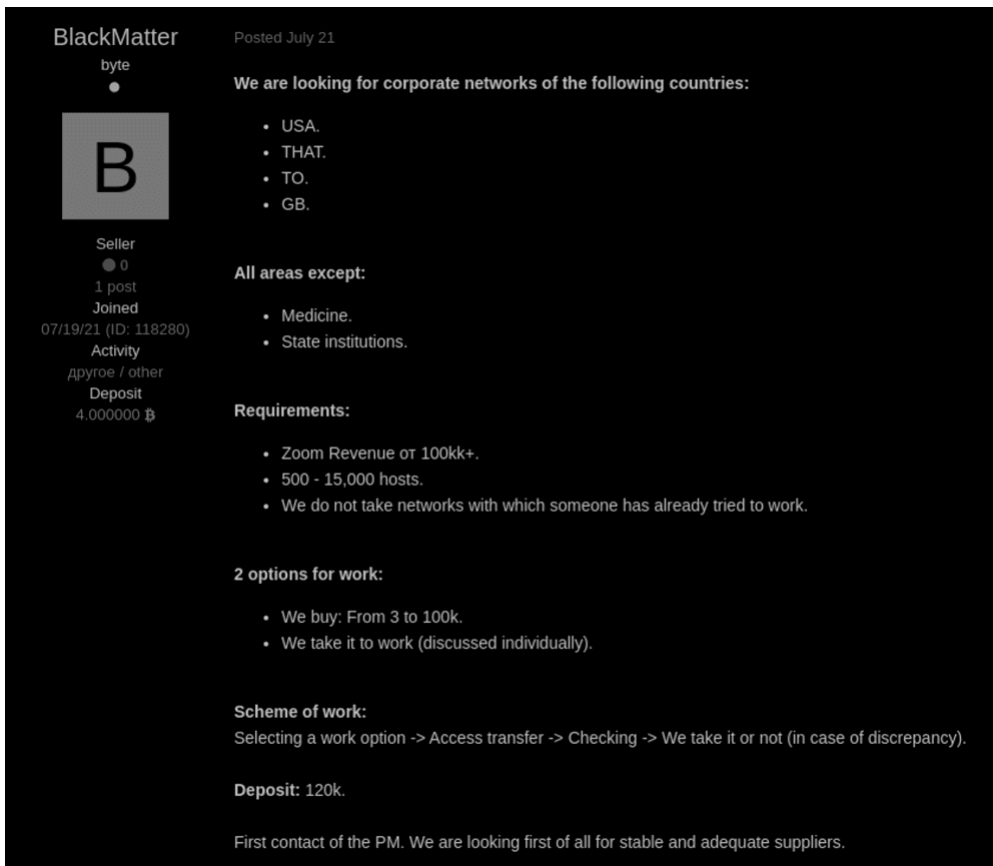 BlackMatter
byte
B
Seller
0
1 post
Joined
07/19/21 (ID: 118280)
Activity
другое / other
Deposit
4.000000 ₿
Posted July 21
We are looking for corporate networks of the following countries:
• USA.
• THAT.
• TO.
• GB.
All areas except:
• Medicine.
• State institutions.
Requirements:
• Zoom Revenue от 100kk+.
• 500 - 15,000 hosts.
• We do not take networks with which someone has already tried to work.
2 options for work:
• We buy: From 3 to 100k.
• We take it to work (discussed individually).
Scheme of work:
Selecting a work option -> Access transfer -> Checking -> We take it or not (in case of discrepancy).
Deposit: 120k.
First contact of the PM. We are looking first of all for stable and adequate suppliers.